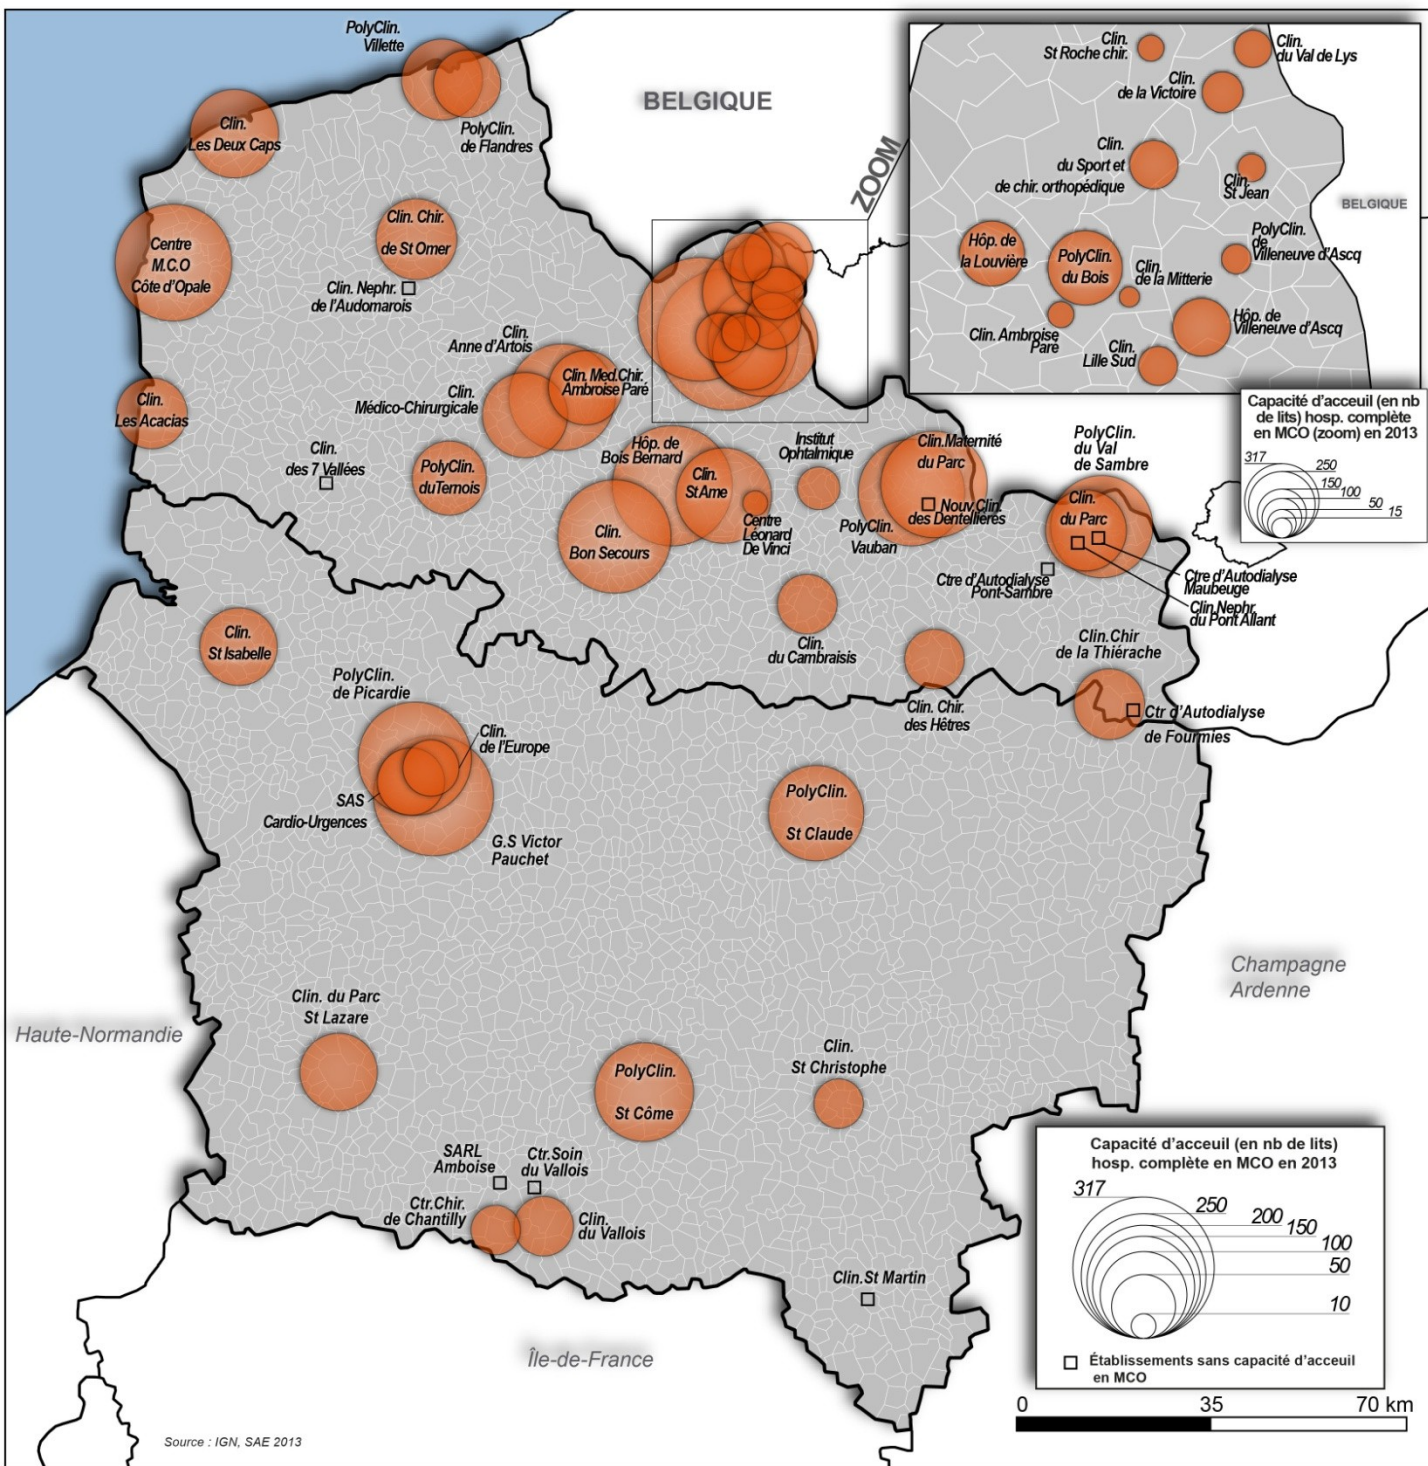 PolyClin.
Villette
BELGIQUE
PolyClin.
de Flandres
Clin.
Les Deux Caps
Clin. Chir.
de St Omer
Centre
M.C.O
Côte d'Opale
Clin. Nephr.
de l'Audomarois
ZOOM
Clin.
St Roche chir.
Clin.
du Val de Lys
Clin.
de la Victoire
Clin.
du Sport et
de chir. orthopédique
Clin.
St Jean
BELGIQUE
Hôp. de
la Louvière
PolyClin.
du Bois
PolyClin.
de
Villeneuve d'Ascq
Clin.
de la Mitterie
Clin. Ambroise
Paré
Hôp. de
Villeneuve d'Ascq
Clin.
Lille Sud
Capacité d'acceuil (en nb
de lits) hosp. complète
en MCO (zoom) en 2013
317
250
150
100
50
15
Clin.
Anne d'Artois
Clin. Med.Chir.
Ambroise Paré
Clin.
Médico-Chirurgicale
Clin.
Les Acacias
Clin.
des 7 Vallées
PolyClin.
duTernois
Hôp. de
Bois Bernard
Clin.
St Ame
Institut
Ophtalmique
Clin.Maternité
du Parc
Nouv.Clin.
des Dentellières
PolyClin.
Vauban
Centre
Léonard
De Vinci
Clin.
Bon Secours
PolyClin.
du Val
de Sambre
Clin.
du Parc
Ctre d'Autodialyse
Pont-Sambre
Ctre d'Autodialyse
Maubeuge
Clin.Nephr.
du Pont Allant
Clin.
du Cambraisis
Clin.Chir
de la Thiérache
Clin. Chir.
des Hêtres
Ctr d'Autodialyse
de Fourmies
Clin.
St Isabelle
PolyClin.
de Picardie
Clin.
de l'Europe
SAS
Cardio-Urgences
G.S Victor
Pauchet
PolyClin.
St Claude
Champagne
Ardenne
Haute-Normandie
Clin. du Parc
St Lazare
PolyClin.
St Côme
Clin.
St Christophe
SARL
Amboise
Ctr.Soin
du Vallois
Ctr.Chir.
de Chantilly
Clin.
du Vallois
Clin.St Martin
Île-de-France
Capacité d'acceuil (en nb de lits)
hosp. complète en MCO en 2013
317
250
200
150
100
50
10
Établissements sans capacité d'acceuil
en MCO
0 35 70 km
Source : IGN, SAE 2013